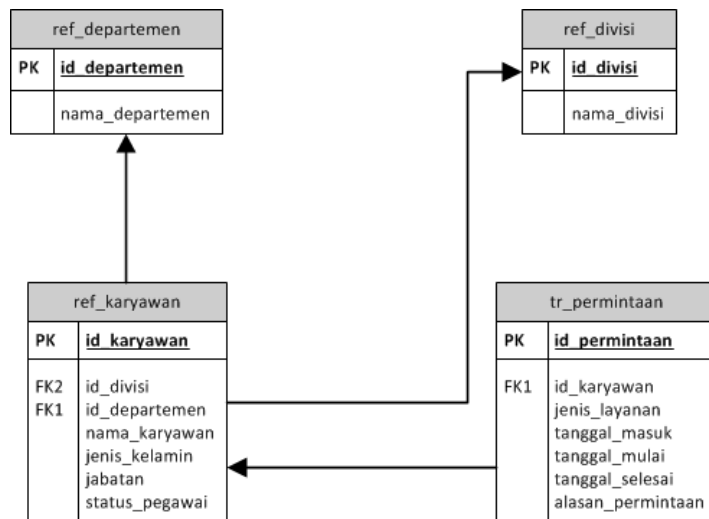 ref_departemen
PK id_departemen
nama_departemen
ref_divisi
PK id_divisi
nama_divisi
ref_karyawan
PK id_karyawan
FK2 id_divisi
FK1 id_departemen
nama_karyawan
jenis_kelamin
jabatan
status_pegawai
tr_permintaan
PK id_permintaan
FK1 id_karyawan
jenis_layanan
tanggal_masuk
tanggal_mulai
tanggal_selesai
alasan_permintaan